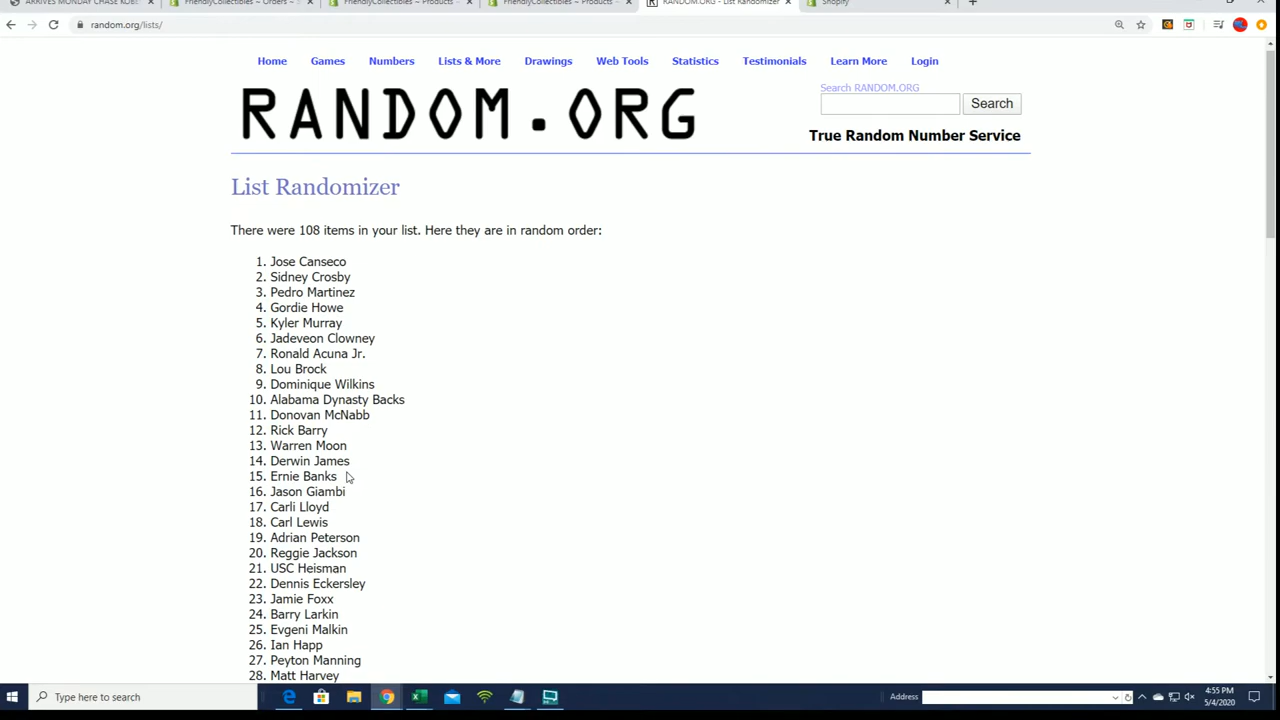 ARRIVES MONDAY CHASE KOB
FriendlyCollectibles ~ Orders ~
FriendlyCollectibles ~ Products ~
FriendlyCollectibles ~ Products ~
RANDOM.ORG - List Randomizer
Shopify
random.org/lists/
Home Games Numbers Lists & More Drawings Web Tools Statistics Testimonials Learn More Login
RANDOM.ORG
Search RANDOM.ORG
Search
True Random Number Service
List Randomizer
There were 108 items in your list. Here they are in random order:
1. Jose Canseco
2. Sidney Crosby
3. Pedro Martinez
4. Gordie Howe
5. Kyler Murray
6. Jadeveon Clowney
7. Ronald Acuna Jr.
8. Lou Brock
9. Dominique Wilkins
10. Alabama Dynasty Backs
11. Donovan McNabb
12. Rick Barry
13. Warren Moon
14. Derwin James
15. Ernie Banks
16. Jason Giambi
17. Carli Lloyd
18. Carl Lewis
19. Adrian Peterson
20. Reggie Jackson
21. USC Heisman
22. Dennis Eckersley
23. Jamie Foxx
24. Barry Larkin
25. Evgeni Malkin
26. Ian Happ
27. Peyton Manning
28. Matt Harvey
Type here to search
Address
4:55 PM
5/4/2020